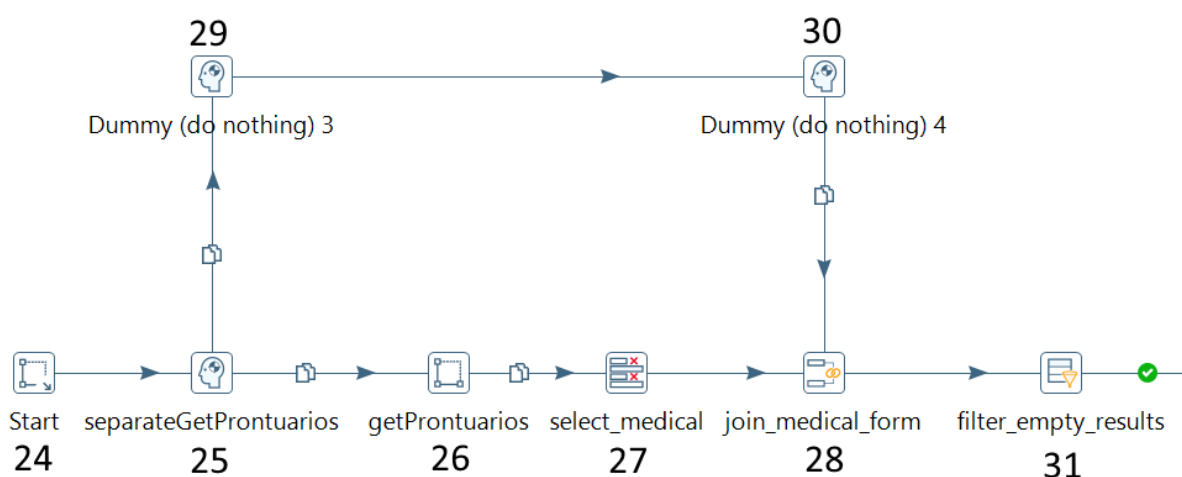 29
30
Dummy (do nothing) 3
Dummy (do nothing) 4
Start
separateGetProntuarios
getProntuarios
select_medical
join_medical_form
filter_empty_results
24
25
26
27
28
31